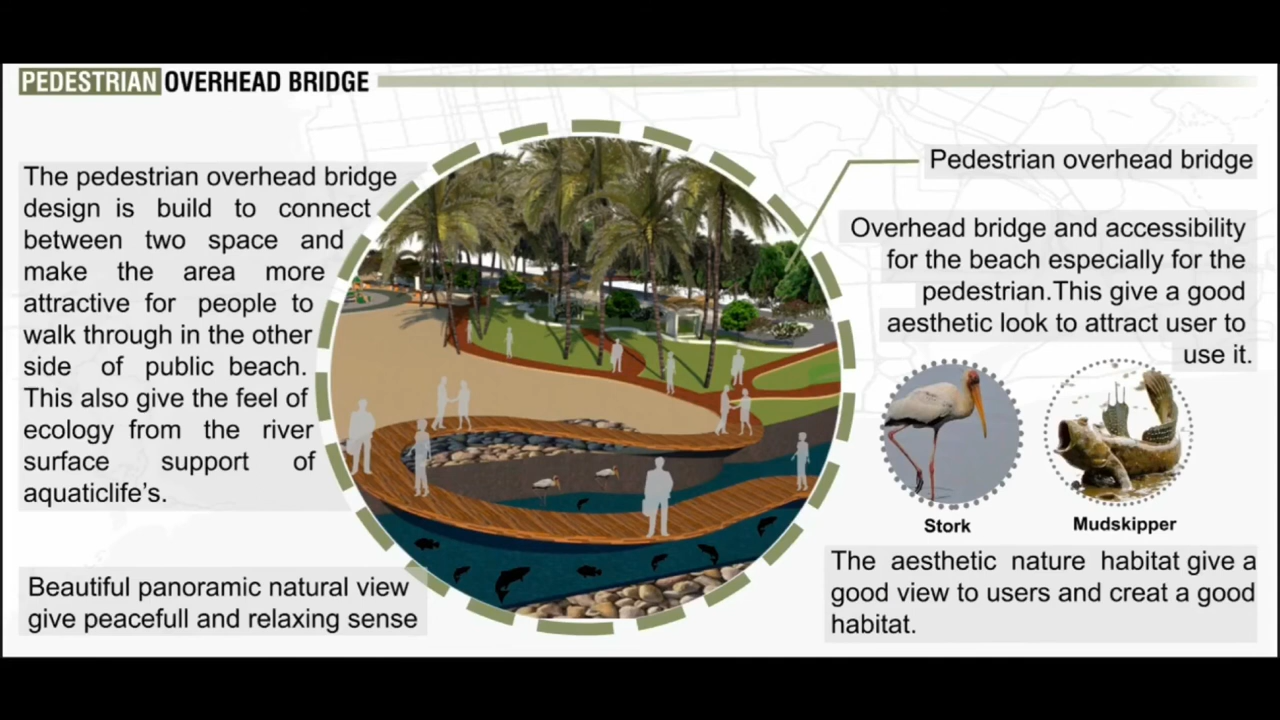 PEDESTRIAN OVERHEAD BRIDGE
The pedestrian overhead bridge
design is build to connect
between two space and
make the area more
attractive for people to
walk through in the other
side of public beach.
This also give the feel of
ecology from the river
surface support of
aquaticlife's.
Beautiful panoramic natural view
give peacefull and relaxing sense
Pedestrian overhead bridge
Overhead bridge and accessibility
for the beach especially for the
pedestrian.This give a good
aesthetic look to attract user to
use it.
Stork
Mudskipper
The aesthetic nature habitat give a
good view to users and creat a good
habitat.